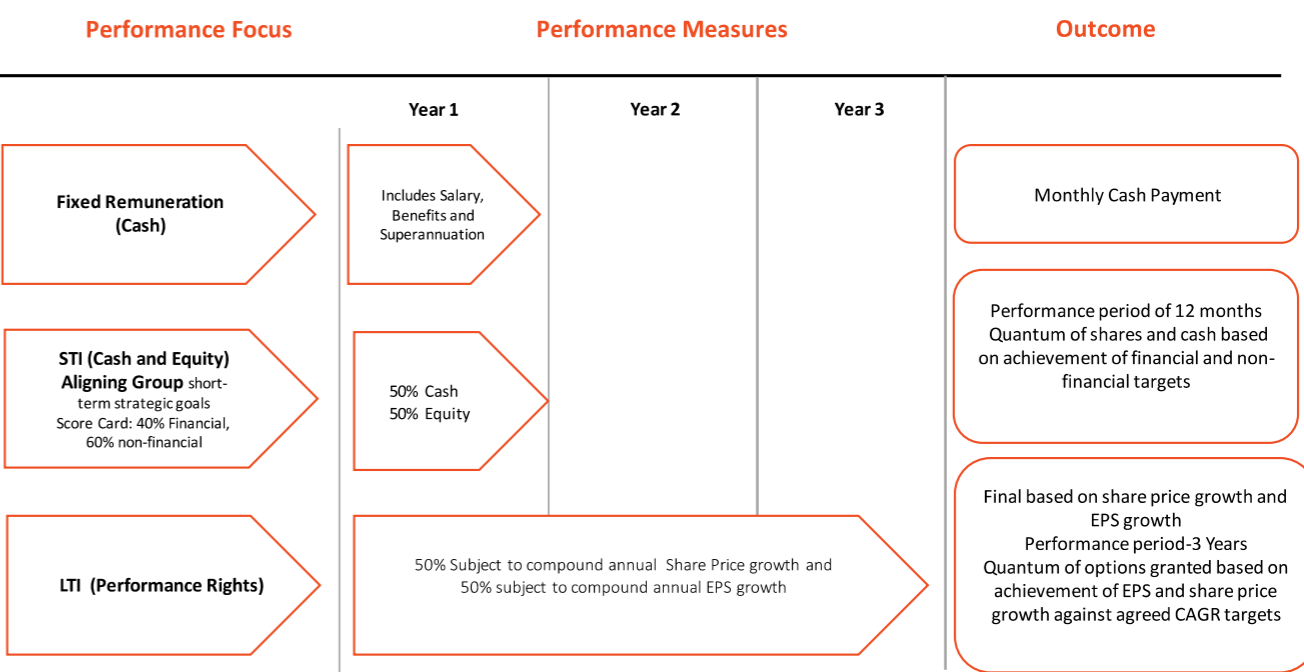 Performance Focus
Performance Measures
Outcome
Year 1
Year 2
Year 3
Fixed Remuneration
(Cash)
Includes Salary,
Benefits and
Superannuation
Monthly Cash Payment
STI (Cash and Equity)
Aligning Group short-
term strategic goals
Score Card: 40% Financial,
60% non-financial
50% Cash
50% Equity
Performance period of 12 months
Quantum of shares and cash based
on achievement of financial and non-
financial targets
LTI (Performance Rights)
50% Subject to compound annual Share Price growth and
50% subject to compound annual EPS growth
Final based on share price growth and
EPS growth
Performance period-3 Years
Quantum of options granted based on
achievement of EPS and share price
growth against agreed CAGR targets